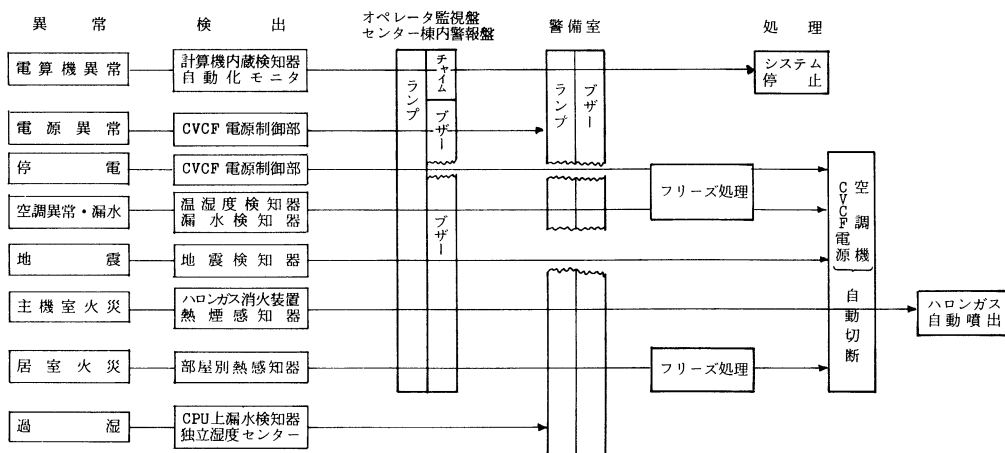 異常
検出
オペレータ監視盤
センター棟内警報盤
警備室
処理
電算機異常
計算機内蔵検知器
自動化モニタ
ランプ
チャイム
ブザー
ランプ
ブザー
システム
停止
電源異常
CVCF電源制御部
停電
CVCF電源制御部
フリーズ処理
空調機
CVCF電源
自動切断
空調異常・漏水
温湿度検知器
漏水検知器
ブザー
地震
地震検知器
主機室火災
ハロンガス消火装置
熱煙感知器
ハロンガス
自動噴出
居室火災
部屋別熱感知器
フリーズ処理
過湿
CPU上漏水検知器
独立湿度センター